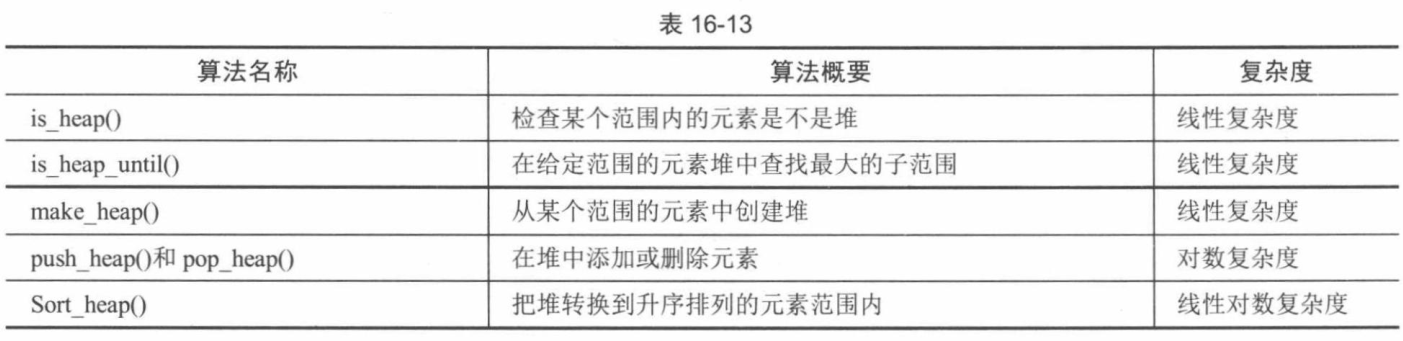 表 16-13
算法名称 算法概要 复杂度
is_heap() 检查某个范围内的元素是不是堆 线性复杂度
is_heap_until() 在给定范围的元素堆中查找最大的子范围 线性复杂度
make_heap() 从某个范围的元素中创建堆 线性复杂度
push_heap()和 pop_heap() 在堆中添加或删除元素 对数复杂度
Sort_heap() 把堆转换到升序排列的元素范围内 线性对数复杂度